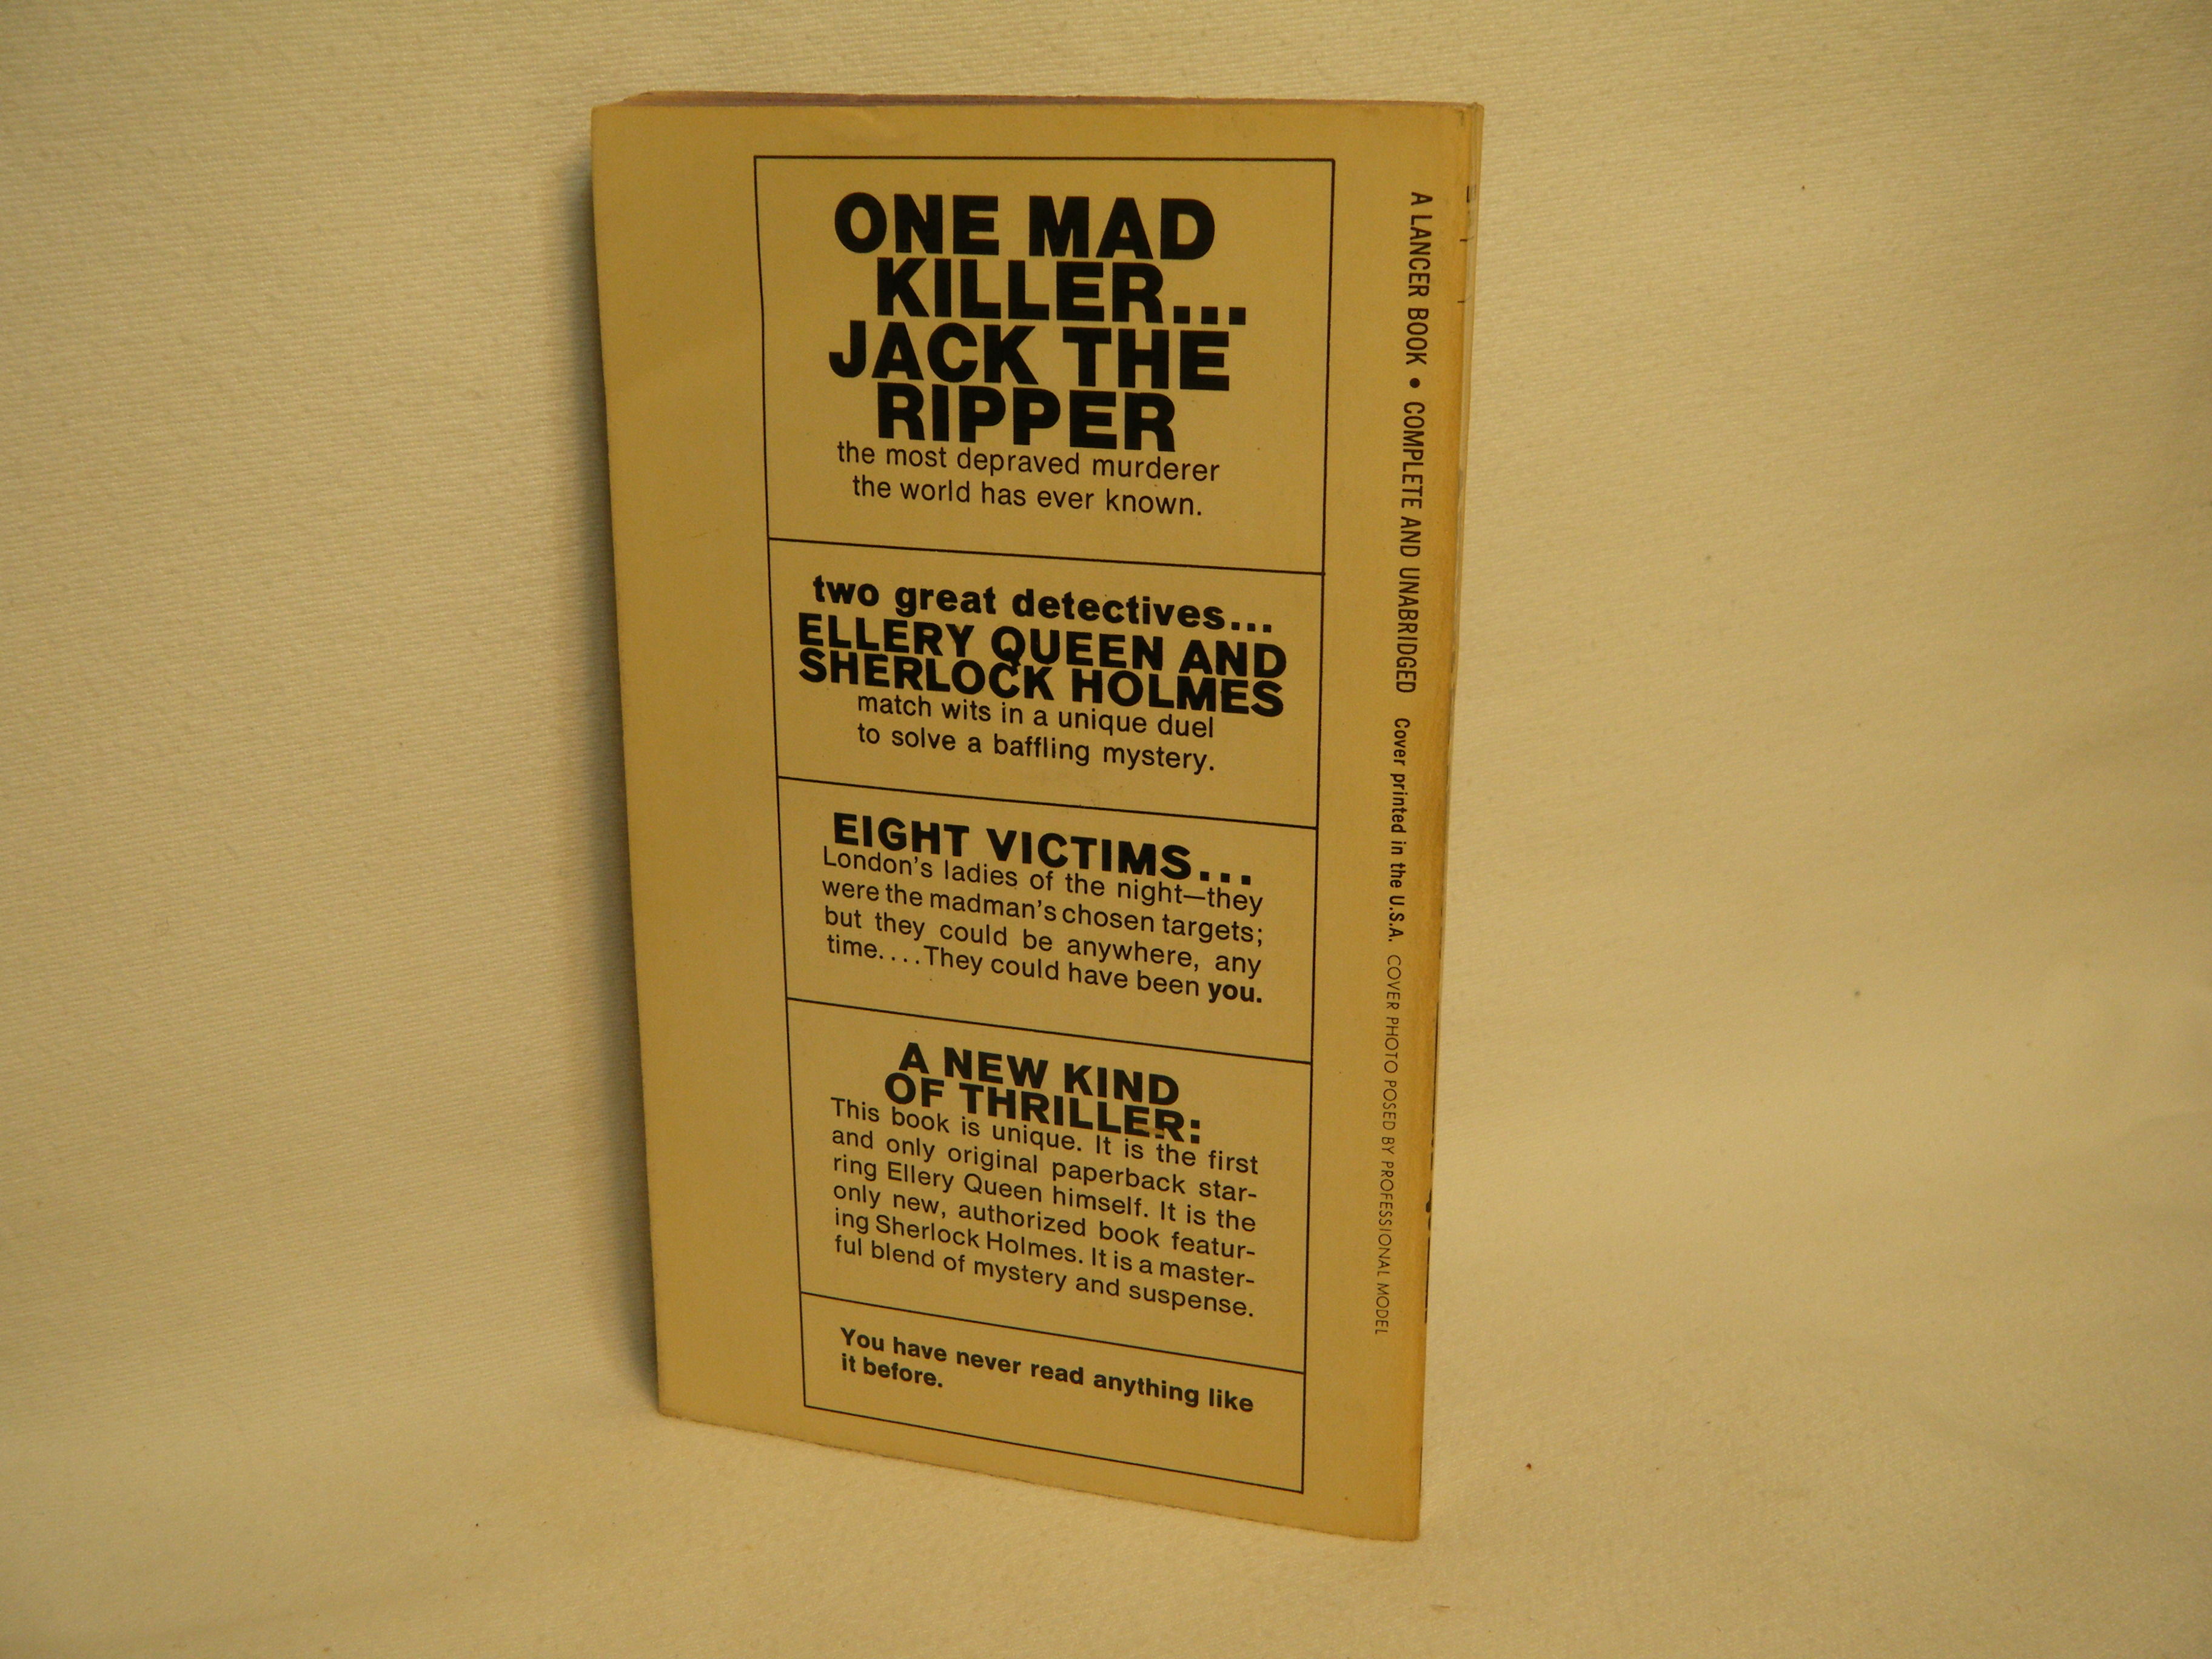 ONE MAD
KILLER...
JACK THE
RIPPER
the most depraved murderer
the world has ever known.
two great detectives...
ELLERY QUEEN AND
SHERLOCK HOLMES
match wits in a unique duel
to solve a baffling mystery.
EIGHT VICTIMS...
London's ladies of the night—they
were the madman's chosen targets;
but they could be anywhere, any
time.... They could have been you.
A NEW KIND
OF THRILLER:
This book is unique. It is the first
and only original paperback star-
ring Ellery Queen himself. It is the
only new, authorized book featur-
ing Sherlock Holmes. It is a master-
ful blend of mystery and suspense.
You have never read anything like
it before.
A LANCER BOOK • COMPLETE AND UNABRIDGED Cover printed in the U.S.A. COVER PHOTO POSED BY PROFESSIONAL MODEL